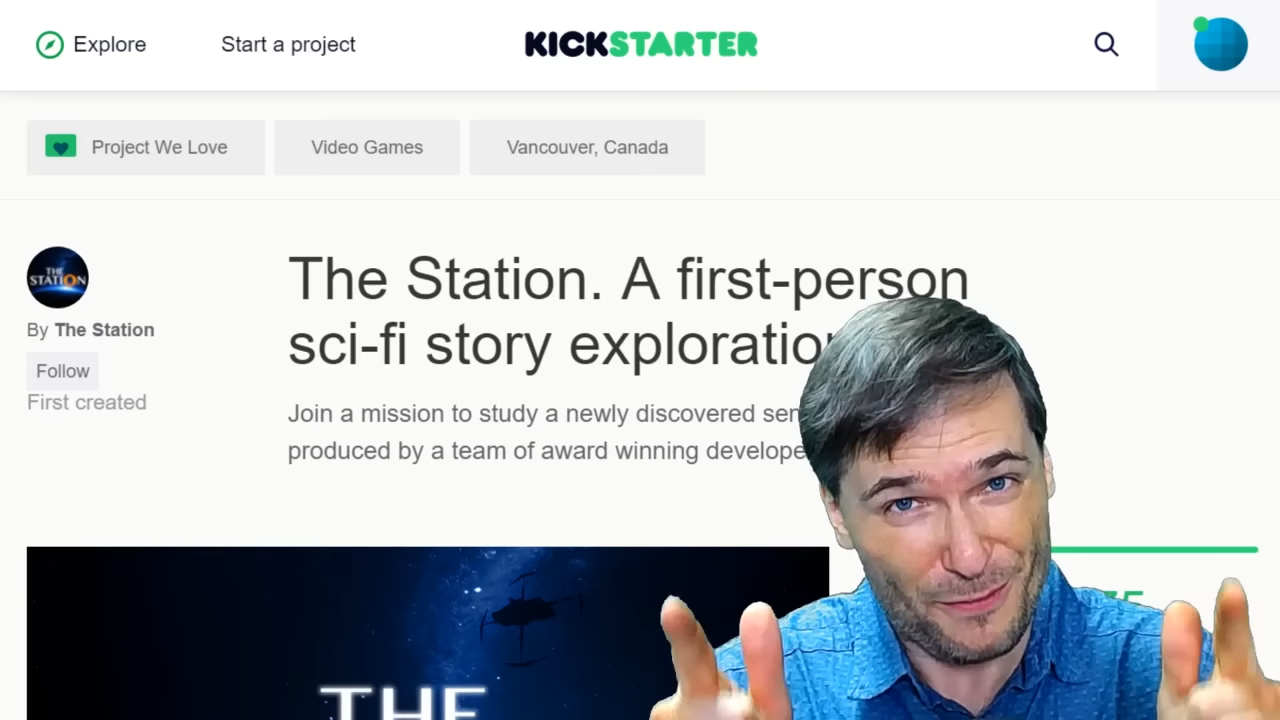 Explore
Start a project
KICKSTARTER
Project We Love
Video Games
Vancouver, Canada
THE
STATION
By The Station
Follow
First created
The Station. A first-person
sci-fi story exploratio
Join a mission to study a newly discovered sen
produced by a team of award winning develope
THE